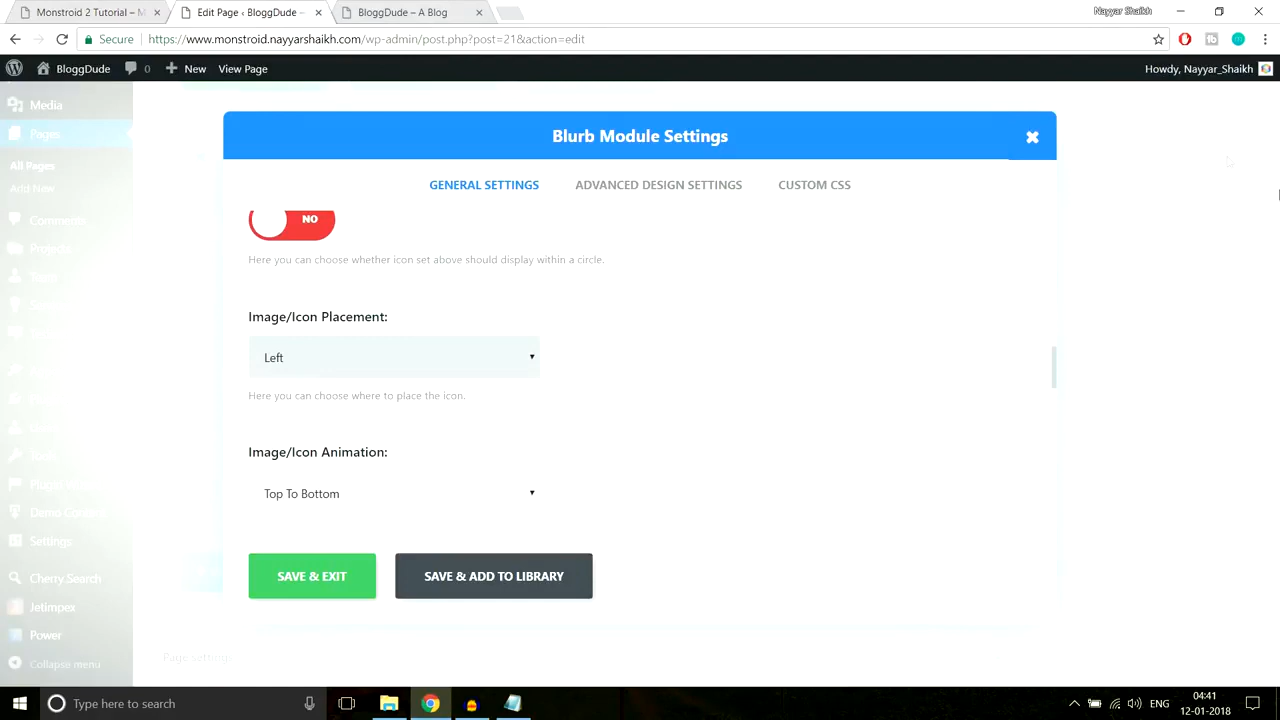 Monstroid 2 Tutorial – M
Edit Page ‹ BloggDude –
BloggDude – A Blog
Nayyar Shaikh
Secure
https://www.monstroid.nayyarshaikh.com/wp-admin/post.php?post=21&action=edit
BloggDude
0
New
View Page
Howdy, Nayyar_Shaikh
Media
Pages
All Pages
Add New
Comments
Projects
Settings
Cherry Search
Jetimpex
Power
Collapse menu
Blurb Module Settings
GENERAL SETTINGS
ADVANCED DESIGN SETTINGS
CUSTOM CSS
NO
Here you can choose whether icon set above should display within a circle.
Image/Icon Placement:
Left
Here you can choose where to place the icon.
Image/Icon Animation:
Top To Bottom
SAVE & EXIT
SAVE & ADD TO LIBRARY
Page settings
Type here to search
ENG
04:41
12-01-2018